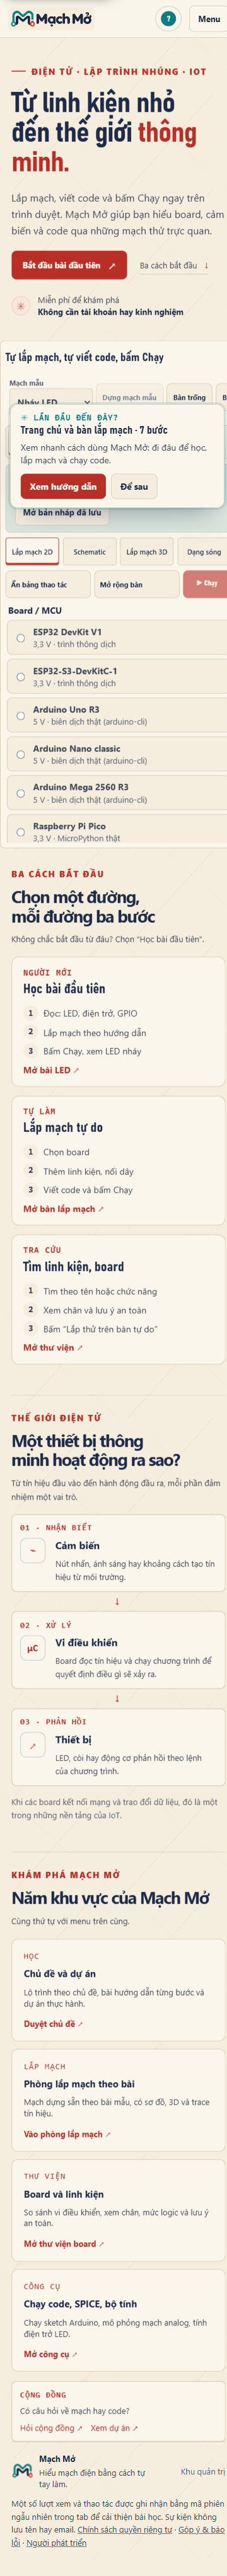 Mạch Mở
?
Menu
ĐIỆN TỬ · LẬP TRÌNH NHÚNG · IOT
Từ linh kiện nhỏ
đến thế giới thông
minh.
Lắp mạch, viết code và bấm Chạy ngay trên
trình duyệt. Mạch Mở giúp bạn hiểu board, cảm
biến và code qua những mạch thử trực quan.
Bắt đầu bài đầu tiên ↗
Ba cách bắt đầu ↓
Miễn phí để khám phá
Không cần tài khoản hay kinh nghiệm
Tự lắp mạch, tự viết code, bấm Chạy
Mạch mẫu
Nháy LED
Dựng mạch mẫu
Bàn trống
LẦN ĐẦU ĐẾN ĐÂY?
Trang chủ và bàn lắp mạch · 7 bước
Xem nhanh cách dùng Mạch Mở: đi đâu để học,
lắp mạch và chạy code.
Xem hướng dẫn
Để sau
Mở bản nháp đã lưu
Lắp mạch 2D
Schematic
Lắp mạch 3D
Dạng sóng
Ẩn bảng thao tác
Mở rộng bàn
▶ Chạy
Board / MCU
ESP32 DevKit V1
3,3 V · trình thông dịch
ESP32-S3-DevKitC-1
3,3 V · trình thông dịch
Arduino Uno R3
5 V · biên dịch thật (arduino-cli)
Arduino Nano classic
5 V · biên dịch thật (arduino-cli)
Arduino Mega 2560 R3
5 V · biên dịch thật (arduino-cli)
Raspberry Pi Pico
3,3 V · MicroPython thật
BA CÁCH BẮT ĐẦU
Chọn một đường,
mỗi đường ba bước
Không chắc bắt đầu từ đâu? Chọn “Học bài đầu tiên”.
NGƯỜI MỚI
Học bài đầu tiên
1 Đọc: LED, điện trở, GPIO
2 Lắp mạch theo hướng dẫn
3 Bấm Chạy, xem LED nháy
Mở bài LED ↗
TỰ LÀM
Lắp mạch tự do
1 Chọn board
2 Thêm linh kiện, nối dây
3 Viết code và bấm Chạy
Mở bàn lắp mạch ↗
TRA CỨU
Tìm linh kiện, board
1 Tìm theo tên hoặc chức năng
2 Xem chân và lưu ý an toàn
3 Bấm “Lắp thử trên bàn tự do”
Mở thư viện ↗
THẾ GIỚI ĐIỆN TỬ
Một thiết bị thông
minh hoạt động ra sao?
Từ tín hiệu đầu vào đến hành động đầu ra, mỗi phần đảm
nhiệm một vai trò.
01 · NHẬN BIẾT
Cảm biến
Nút nhấn, ánh sáng hay khoảng cách tạo tín
hiệu từ môi trường.
↓
02 · XỬ LÝ
µC
Vi điều khiển
Board đọc tín hiệu và chạy chương trình để
quyết định điều gì sẽ xảy ra.
↓
03 · PHẢN HỒI
↗
Thiết bị
LED, còi hay động cơ phản hồi theo lệnh
của chương trình.
Khi các board kết nối mạng và trao đổi dữ liệu, đó là một
trong những nền tảng của IoT.
KHÁM PHÁ MẠCH MỞ
Năm khu vực của Mạch Mở
Cùng thứ tự với menu trên cùng.
HỌC
Chủ đề và dự án
Lộ trình theo chủ đề, bài hướng dẫn từng bước và
dự án thực hành.
Duyệt chủ đề ↗
LẮP MẠCH
Phòng lắp mạch theo bài
Mạch dựng sẵn theo bài mẫu, có sơ đồ, 3D và trace
tín hiệu.
Vào phòng lắp mạch ↗
THƯ VIỆN
Board và linh kiện
So sánh vi điều khiển, xem chân, mức logic và lưu ý
an toàn.
Mở thư viện board ↗
CÔNG CỤ
Chạy code, SPICE, bộ tính
Chạy sketch Arduino, mô phỏng mạch analog, tính
điện trở LED.
Mở công cụ ↗
CỘNG ĐỒNG
Có câu hỏi về mạch hay code?
Hỏi cộng đồng ↗ Xem dự án ↗
Mạch Mở
Hiểu mạch điện bằng cách tự
tay làm.
Khu quản trị
Một số lượt xem và thao tác được ghi nhận bằng mã phiên
ngẫu nhiên trong tab để cải thiện bài học. Sự kiện không
lưu tên hay email. Chính sách quyền riêng tư · Góp ý & báo
lỗi · Người phát triển